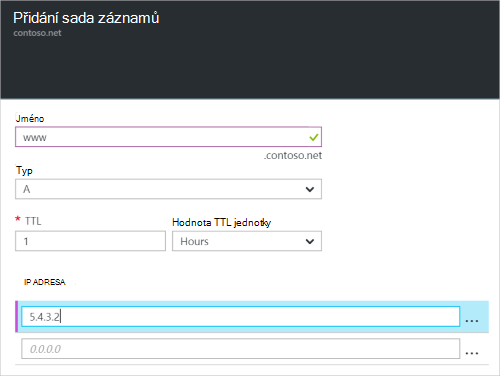 Přidání sada záznamů
contoso.net
Jméno
www
.contoso.net
Typ
A
* TTL
Hodnota TTL jednotky
1
Hours
IP ADRESA
5.4.3.2
...
0.0.0.0
...